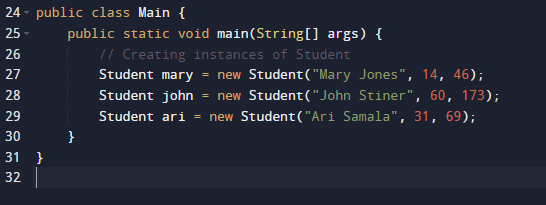 24 public class Main {
25 public static void main(String[] args) {
26 // Creating instances of Student
27 Student mary = new Student("Mary Jones", 14, 46);
28 Student john = new Student("John Stiner", 60, 173);
29 Student ari = new Student("Ari Samala", 31, 69);
30 }
31 }
32